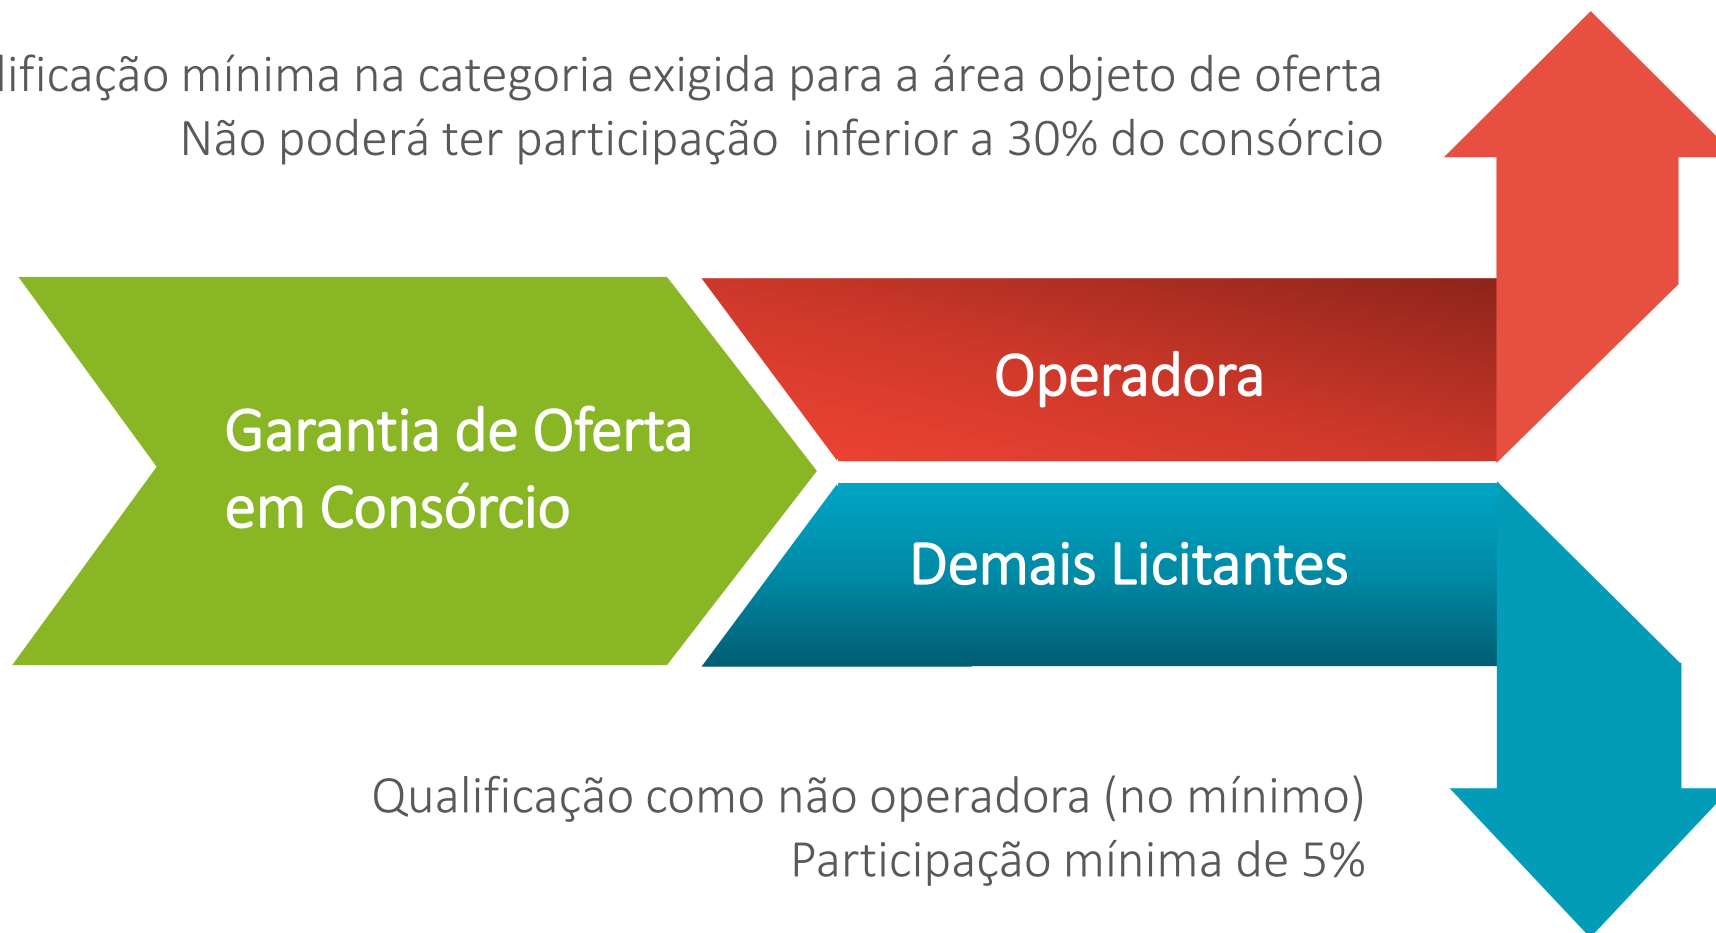 lificação mínima na categoria exigida para a área objeto de oferta
Não poderá ter participação inferior a 30% do consórcio
Operadora
Garantia de Oferta
em Consórcio
Demais Licitantes
Qualificação como não operadora (no mínimo)
Participação mínima de 5%